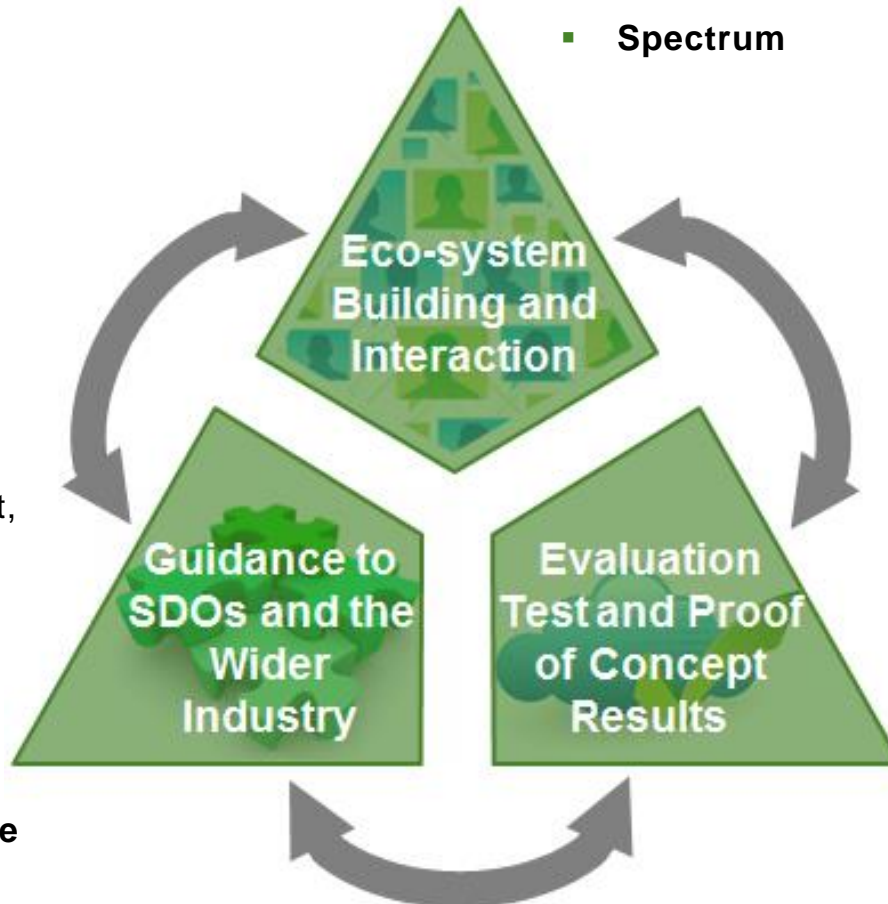 ▪ Spectrum
Eco-system
Building and
Interaction
t,
Guidance to
SDOs and the
Wider
Industry
Evaluation
Test and Proof
of Concept
Results
e